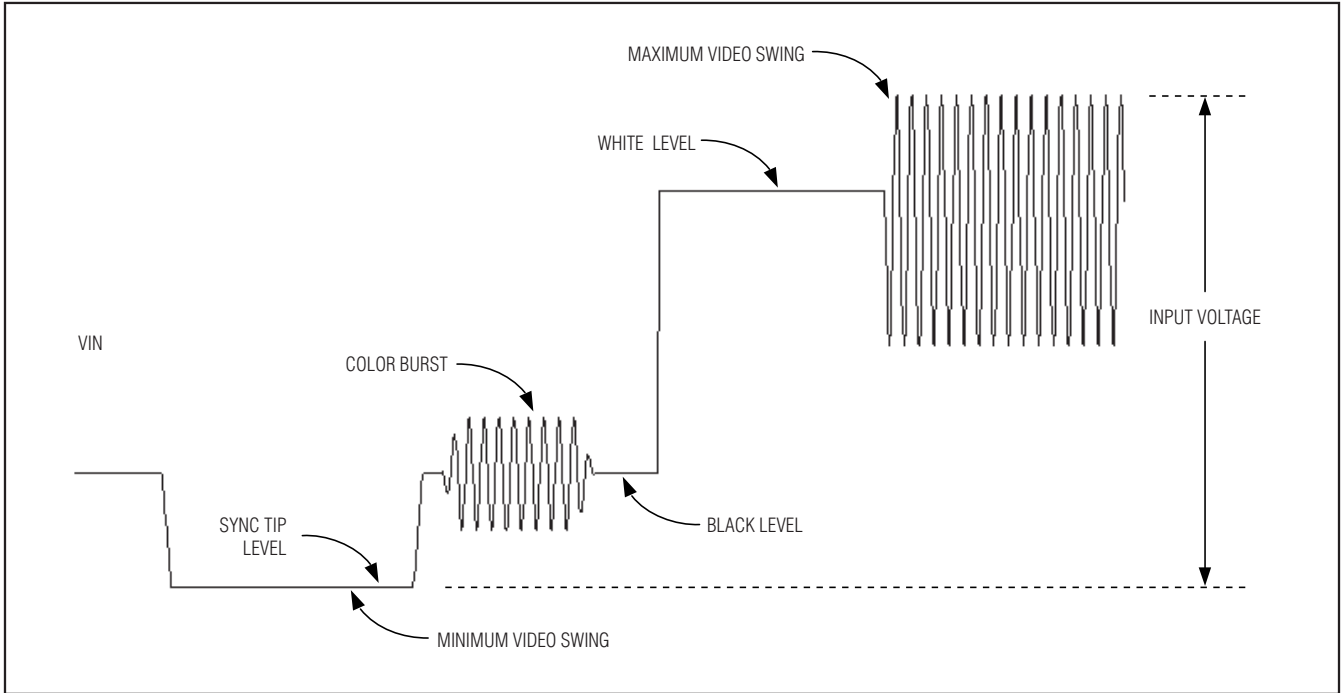 MAXIMUM VIDEO SWING
WHITE LEVEL
INPUT VOLTAGE
VIN
COLOR BURST
SYNC TIP
LEVEL
BLACK LEVEL
MINIMUM VIDEO SWING